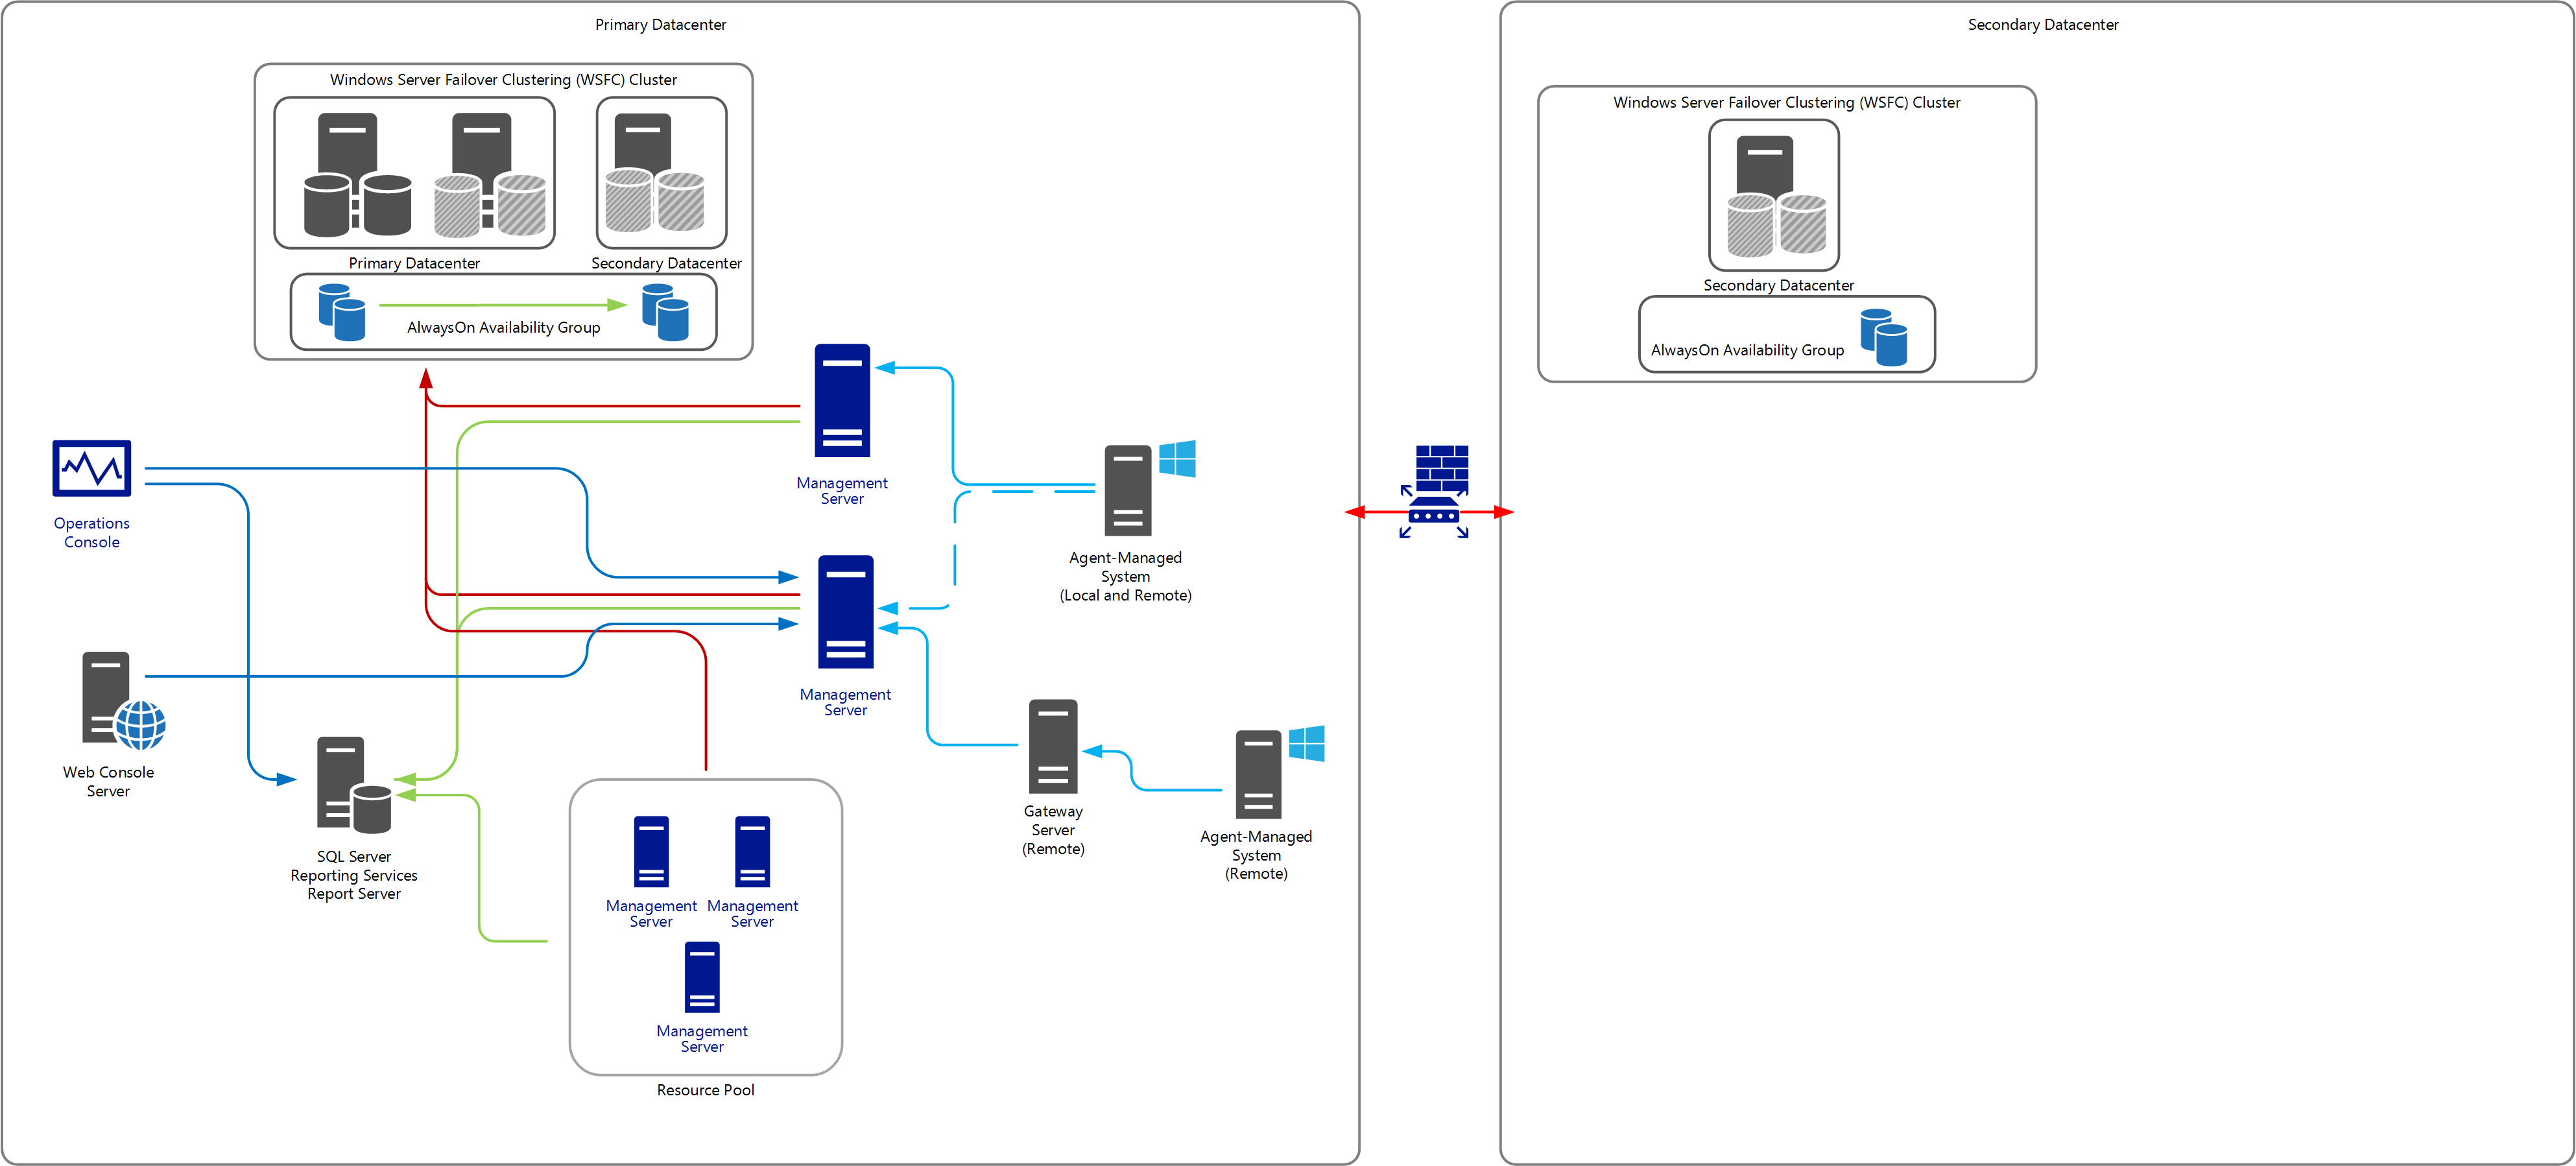 Primary Datacenter
Windows Server Failover Clustering (WSFC) Cluster
Primary Datacenter
Secondary Datacenter
AlwaysOn Availability Group
Management
Server
Operations
Console
Agent-Managed
System
(Local and Remote)
Management
Server
Web Console
Server
SQL Server
Reporting Services
Report Server
Gateway
Server
(Remote)
Agent-Managed
System
(Remote)
Management
Server
Management
Server
Management
Server
Resource Pool
Secondary Datacenter
Windows Server Failover Clustering (WSFC) Cluster
Secondary Datacenter
AlwaysOn Availability Group